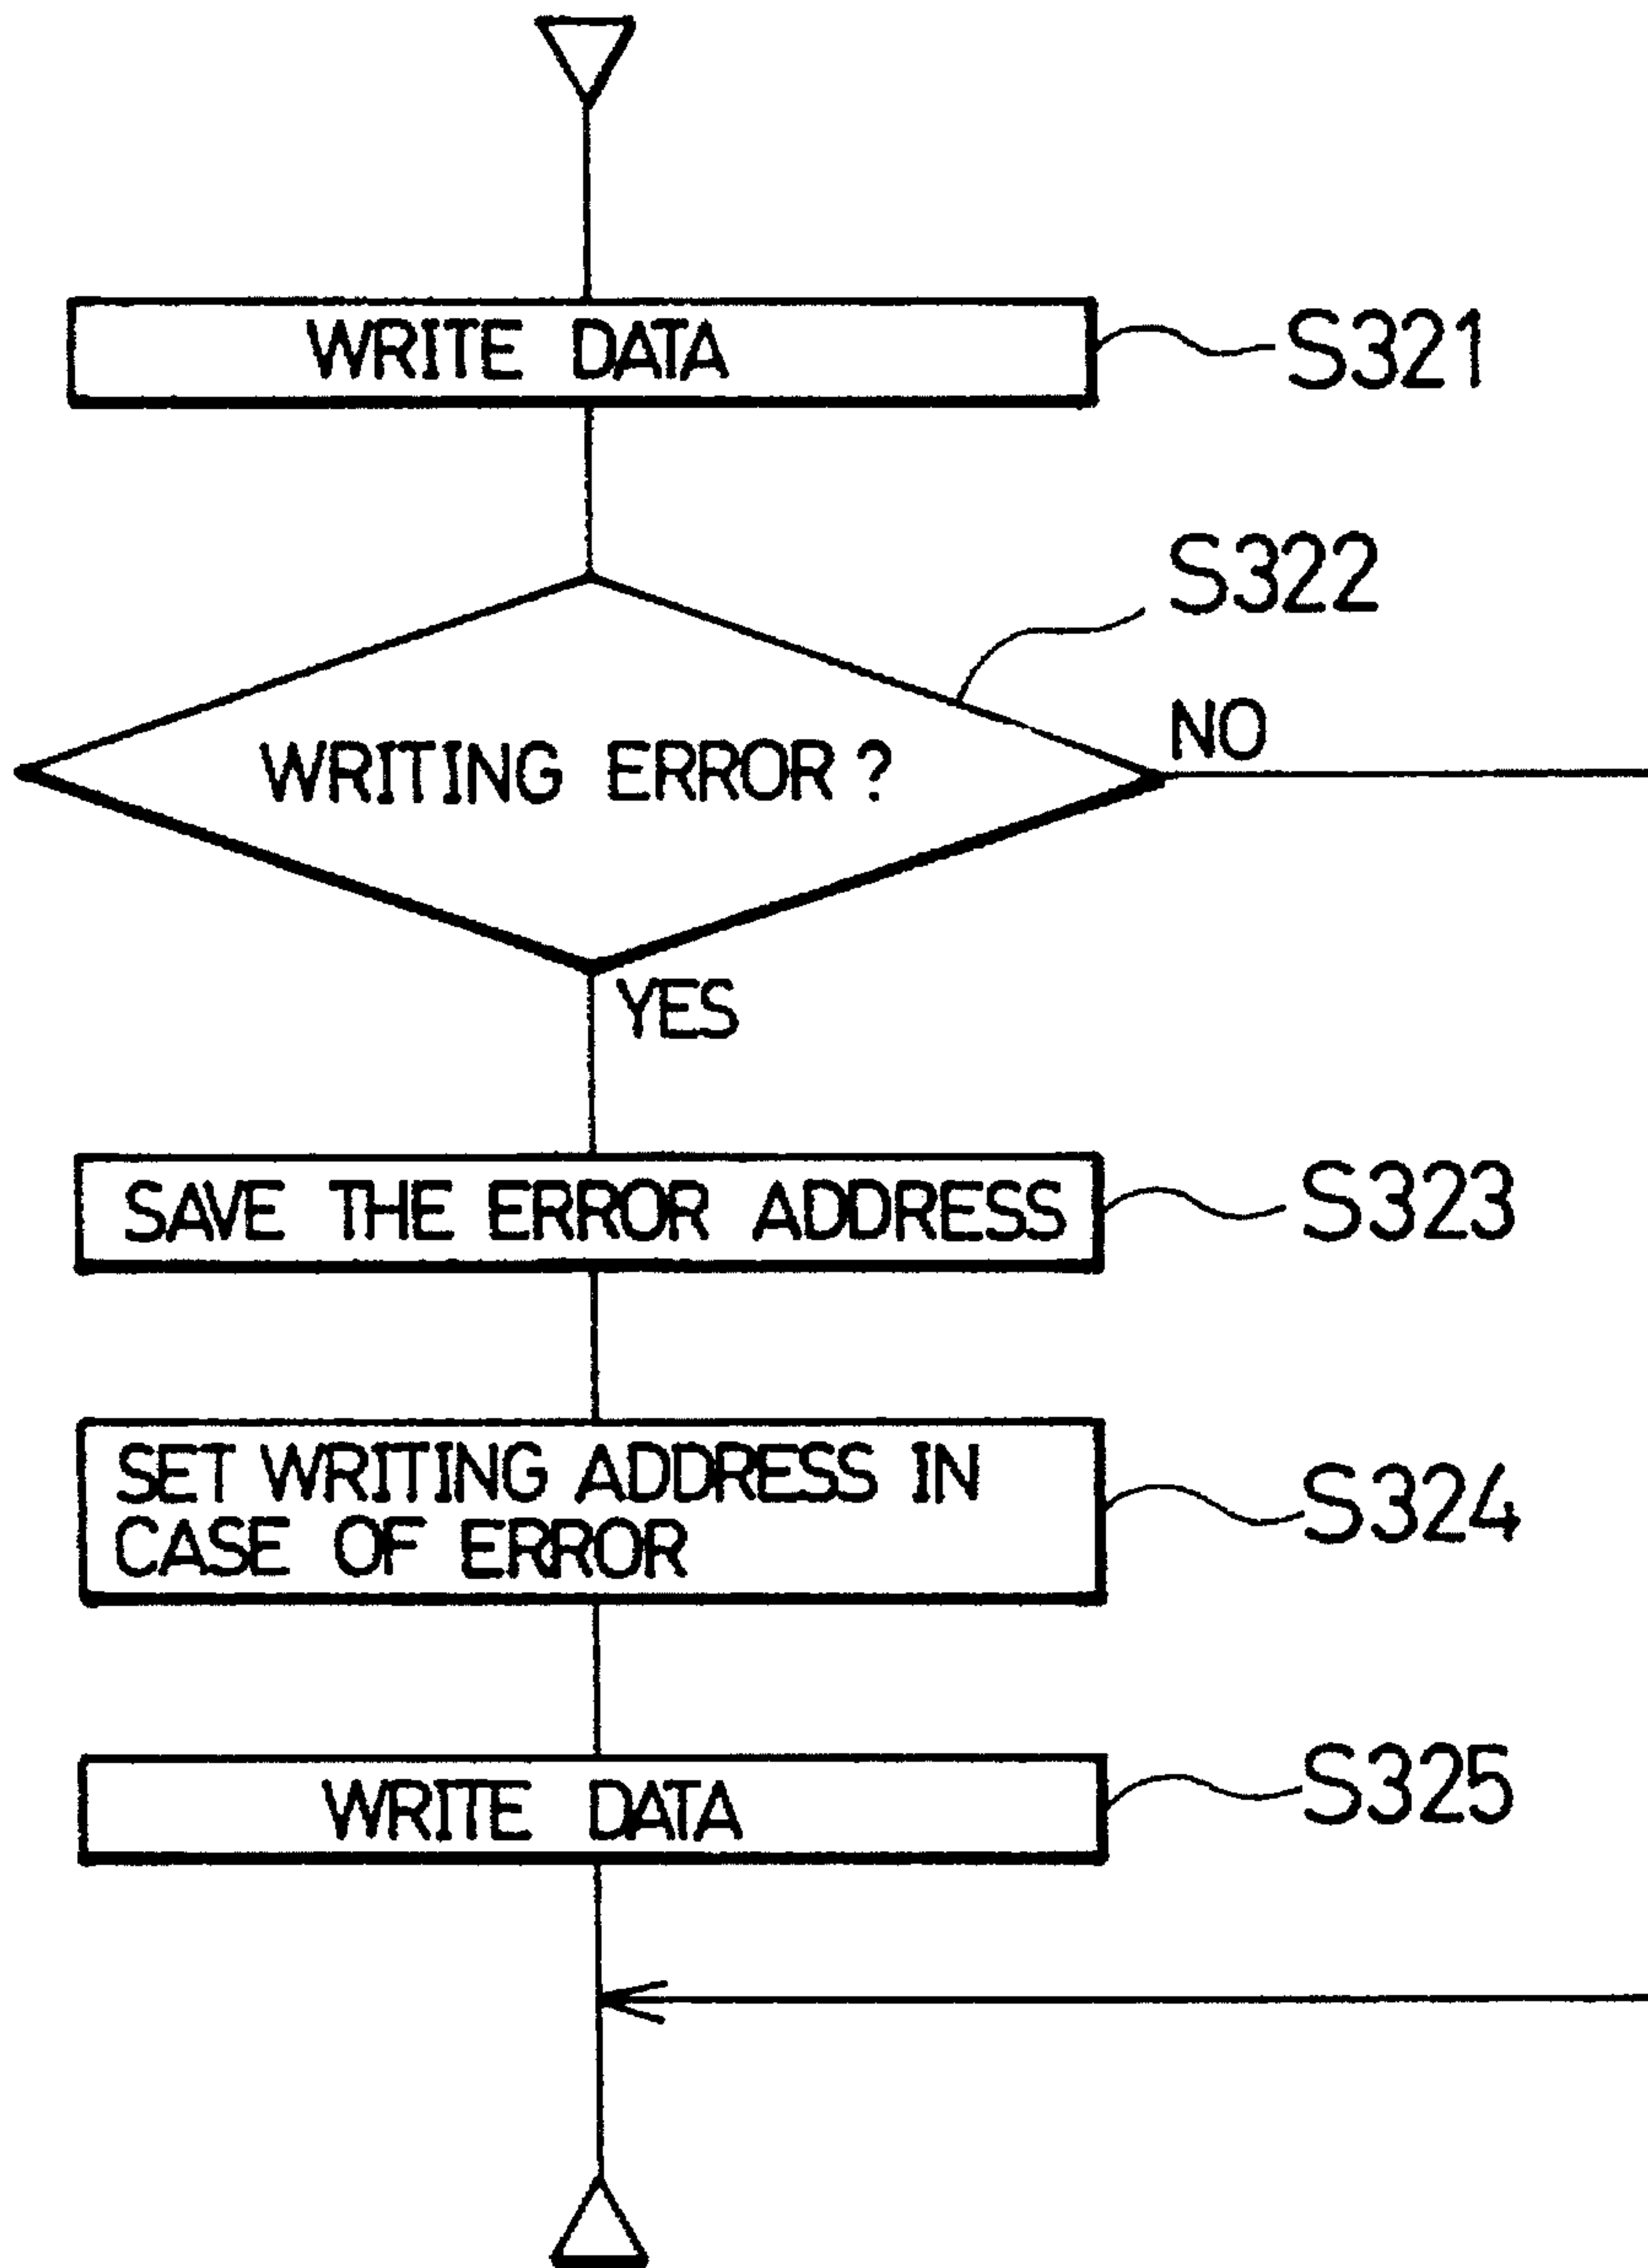 WRITE DATA
S321
S322
WRITING ERROR ?
NO
YES
SAVE THE ERROR ADDRESS
S323
SET WRITING ADDRESS IN
CASE OF ERROR
S324
WRITE DATA
S325